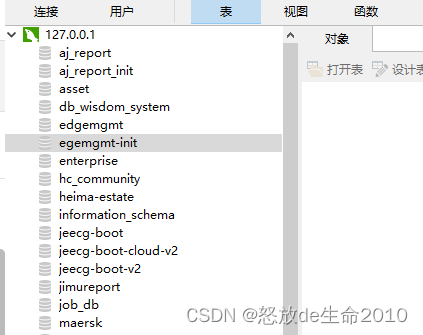 连接 用户 表 视图 函数
127.0.0.1 对象
aj_report 打开表 设计表
aj_report_init
asset
db_wisdom_system
edgemgmt
egemgmt-init
enterprise
hc_community
heima-estate
information_schema
jeecg-boot
jeecg-boot-cloud-v2
jeecg-boot-v2
jimureport
job_db
maersk
CSDN @怒放de生命2010